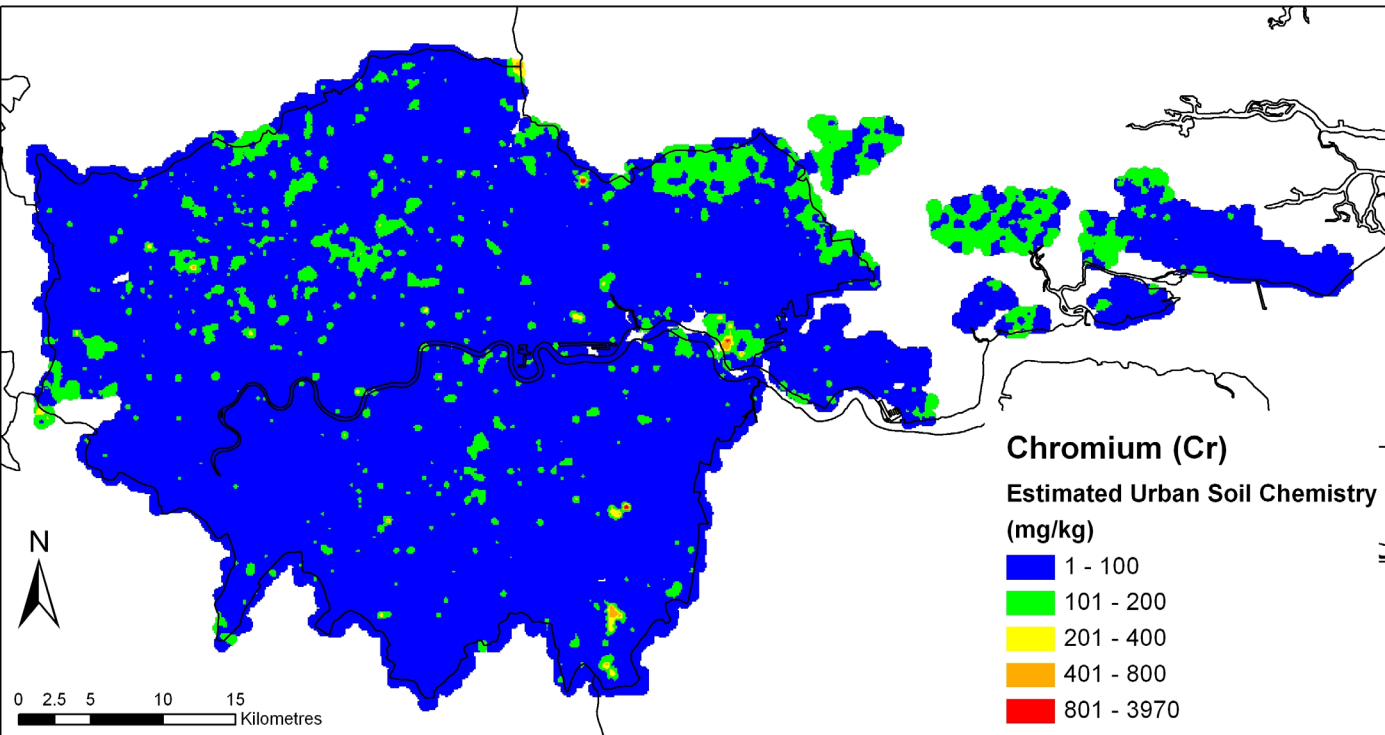 Chromium (Cr)
Estimated Urban Soil Chemistry
(mg/kg)
1 - 100
101 - 200
201 - 400
401 - 800
801 - 3970
N
0 2.5 5 10 15
Kilometres